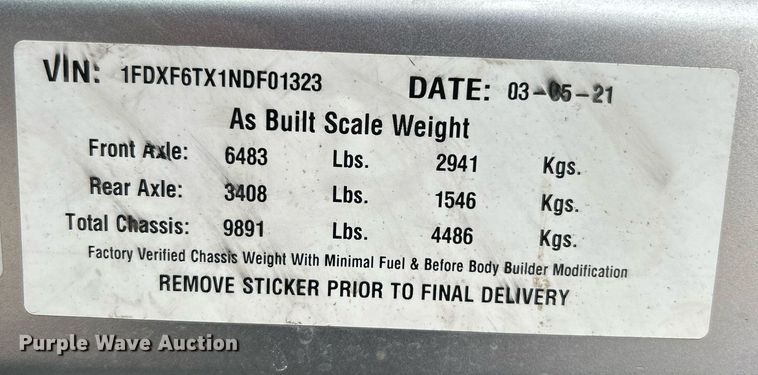 VIN: 1FDXF6TX1NDF01323 DATE: 03-05-21
As Built Scale Weight
Front Axle: 6483 Lbs. 2941 Kgs.
Rear Axle: 3408 Lbs. 1546 Kgs.
Total Chassis: 9891 Lbs. 4486 Kgs.
Factory Verified Chassis Weight With Minimal Fuel & Before Body Builder Modification
REMOVE STICKER PRIOR TO FINAL DELIVERY
Purple Wave Auction